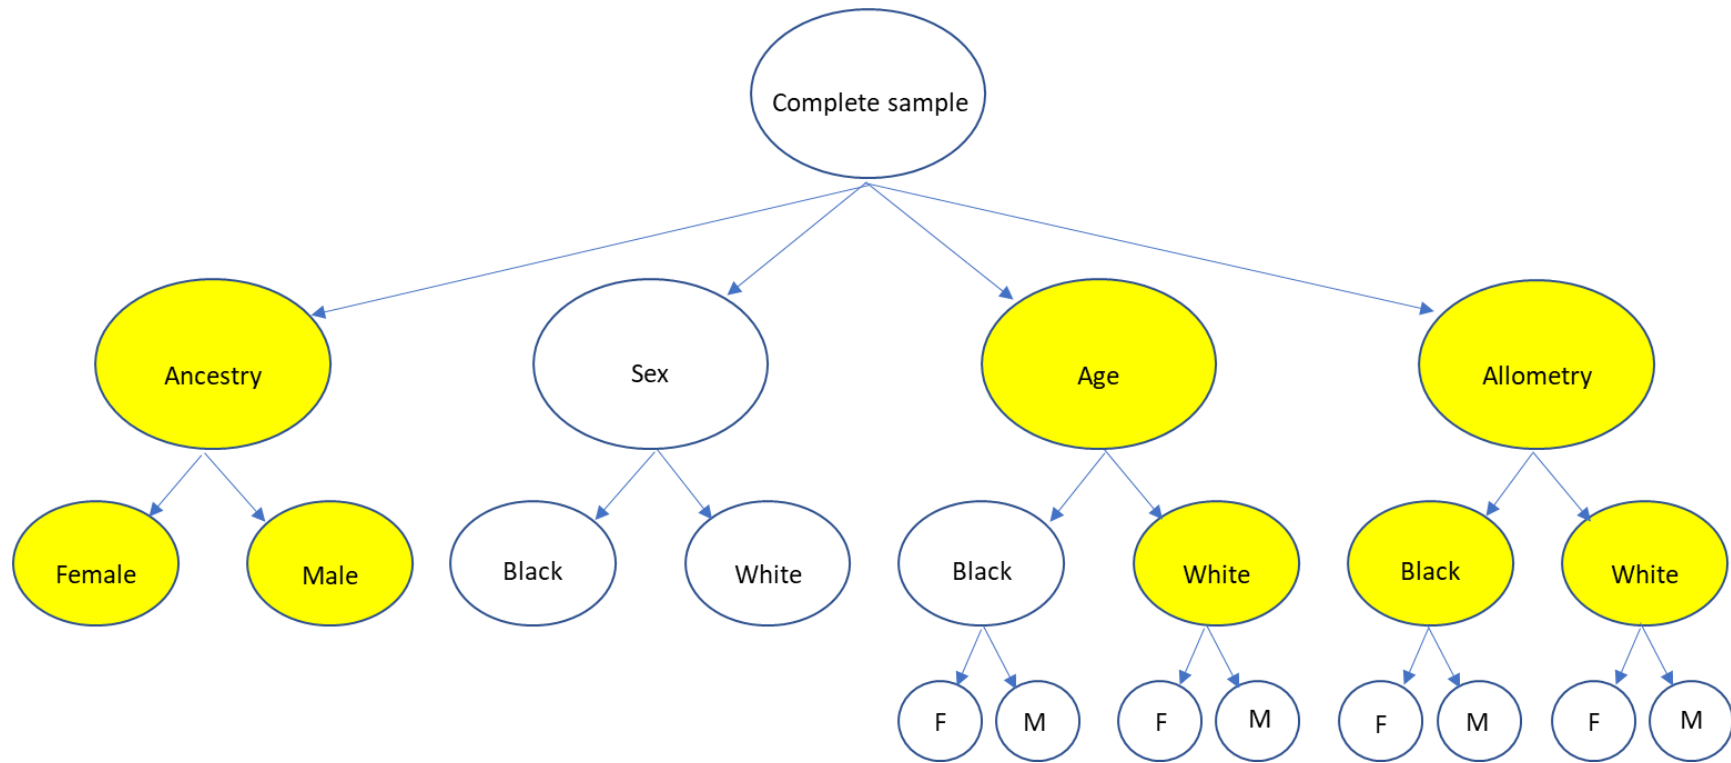 Complete sample
Ancestry
Sex
Age
Allometry
Female
Male
Black
White
Black
White
Black
White
F
M
F
M
F
M
F
M